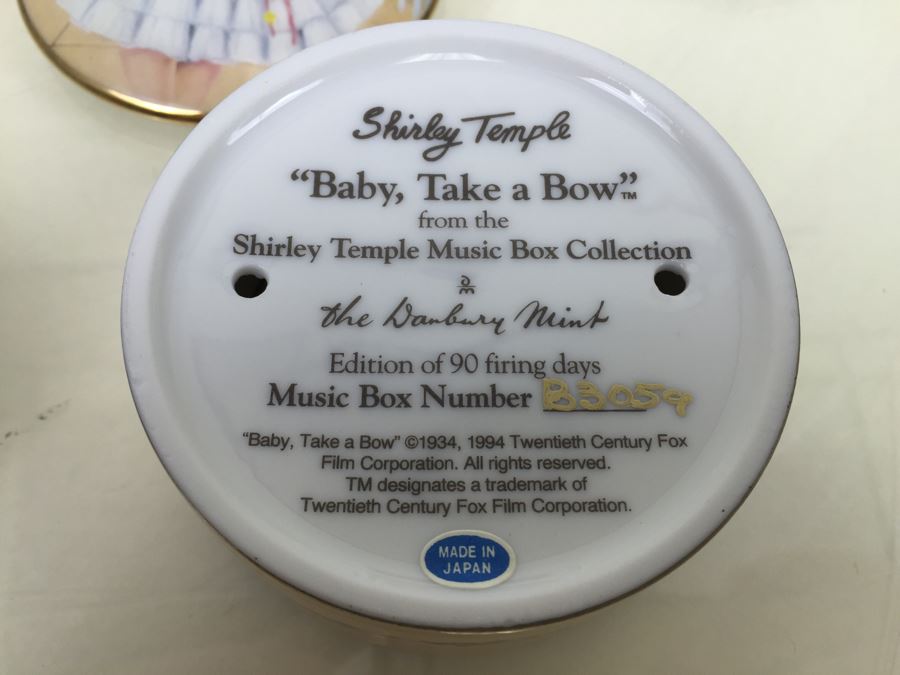 Shirley Temple
“Baby, Take a Bow”™
from the
Shirley Temple Music Box Collection
dm
the Danbury Mint
Edition of 90 firing days
Music Box Number B3059
"Baby, Take a Bow" ©1934, 1994 Twentieth Century Fox
Film Corporation. All rights reserved.
TM designates a trademark of
Twentieth Century Fox Film Corporation.
MADE IN
JAPAN